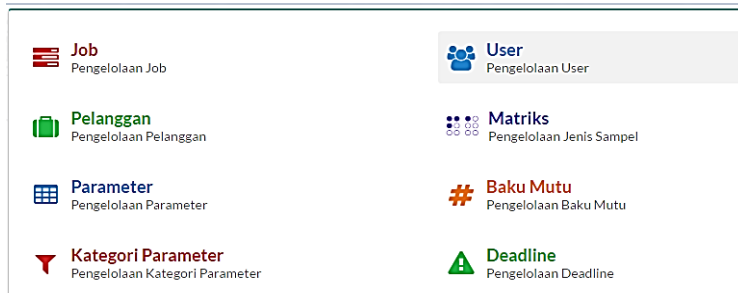 Job
Pengelolaan Job
User
Pengelolaan User
Pelanggan
Pengelolaan Pelanggan
Matriks
Pengelolaan Jenis Sampel
Parameter
Pengelolaan Parameter
Baku Mutu
Pengelolaan Baku Mutu
Kategori Parameter
Pengelolaan Kategori Parameter
Deadline
Pengelolaan Deadline